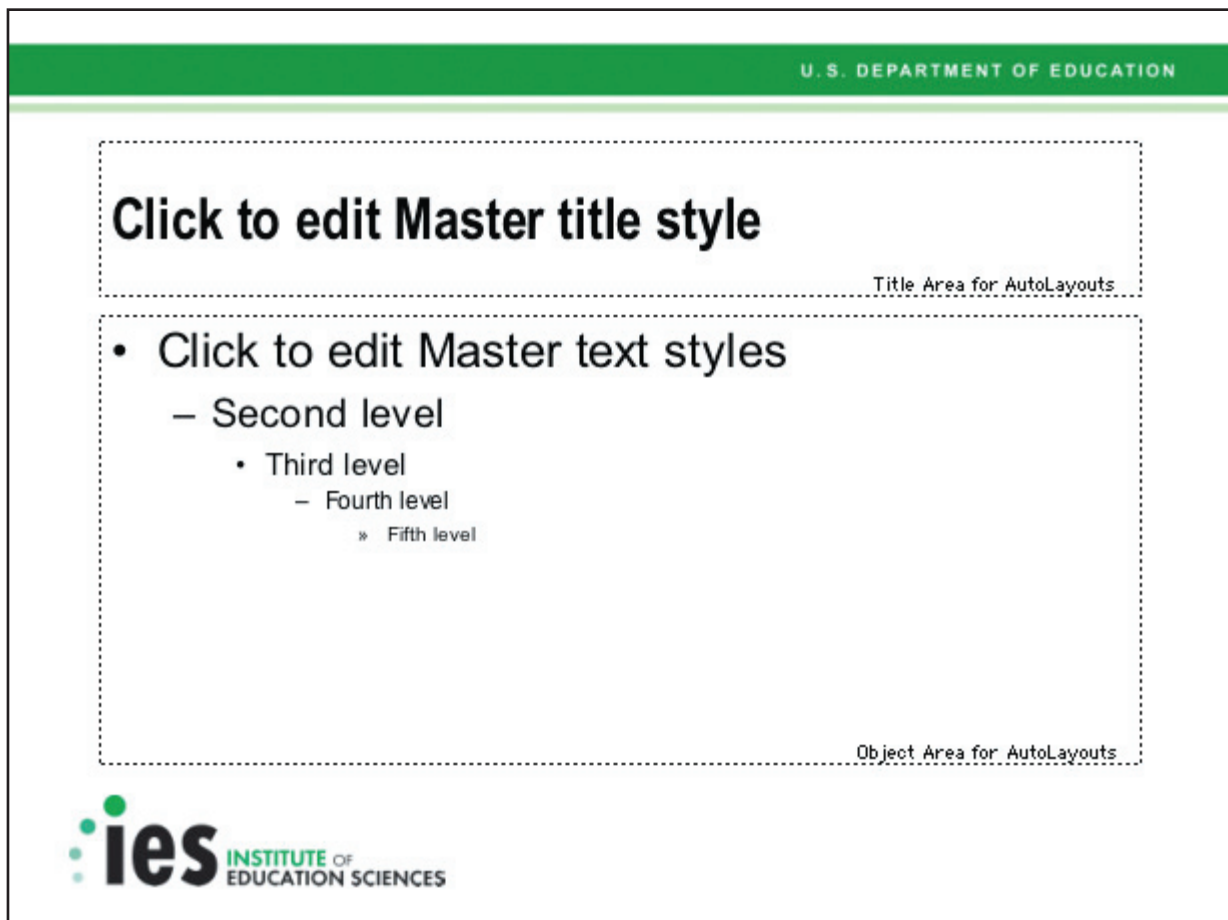 U.S. DEPARTMENT OF EDUCATION
Click to edit Master title style
Title Area for AutoLayouts
• Click to edit Master text styles
– Second level
• Third level
– Fourth level
» Fifth level
Object Area for AutoLayouts
ies INSTITUTE OF
EDUCATION SCIENCES